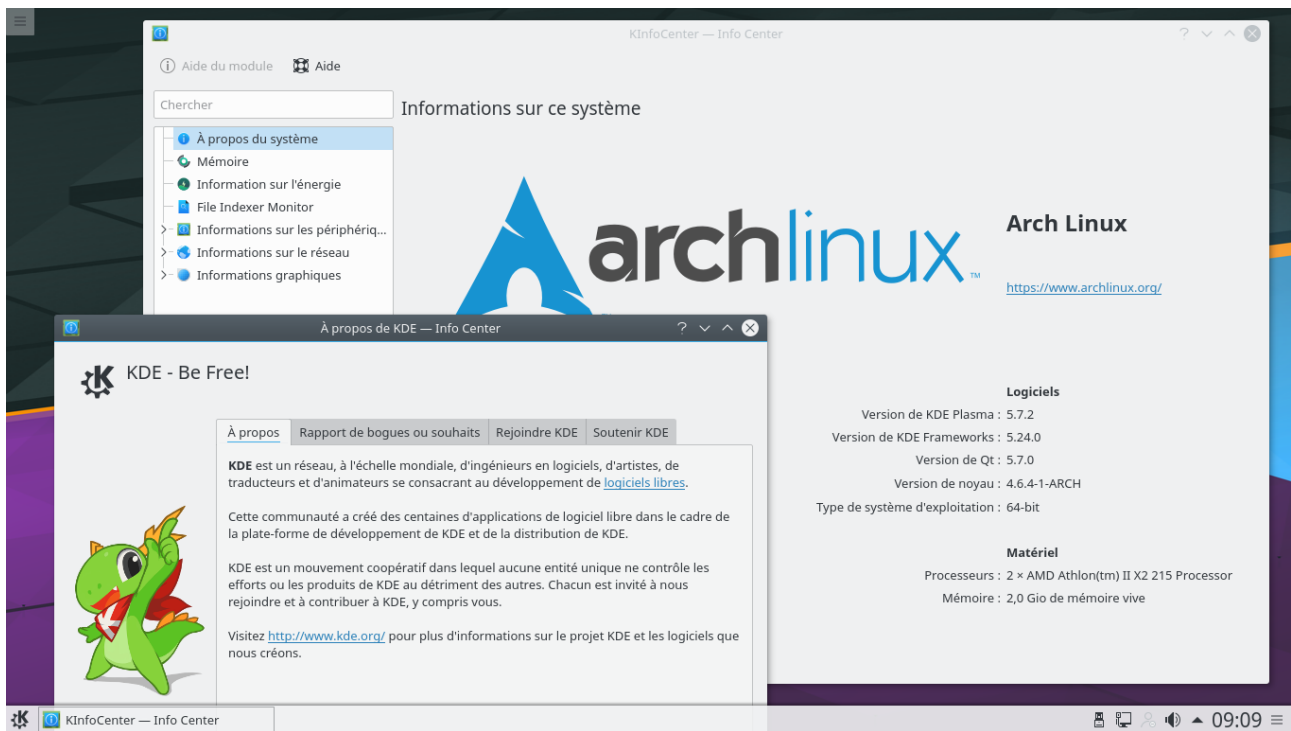 KInfoCenter — Info Center
Aide du module Aide
Chercher
Informations sur ce système
À propos du système
Mémoire
Information sur l'énergie
File Indexer Monitor
Informations sur les périphériq...
Informations sur le réseau
Informations graphiques
archlinux™
Arch Linux
https://www.archlinux.org/
Logiciels
Version de KDE Plasma : 5.7.2
Version de KDE Frameworks : 5.24.0
Version de Qt : 5.7.0
Version de noyau : 4.6.4-1-ARCH
Type de système d'exploitation : 64-bit
Matériel
Processeurs : 2 × AMD Athlon(tm) II X2 215 Processor
Mémoire : 2,0 Gio de mémoire vive
À propos de KDE — Info Center
KDE - Be Free!
À propos Rapport de bogues ou souhaits Rejoindre KDE Soutenir KDE
KDE est un réseau, à l'échelle mondiale, d'ingénieurs en logiciels, d'artistes, de
traducteurs et d'animateurs se consacrant au développement de logiciels libres.
Cette communauté a créé des centaines d'applications de logiciel libre dans le cadre de
la plate-forme de développement de KDE et de la distribution de KDE.
KDE est un mouvement coopératif dans lequel aucune entité unique ne contrôle les
efforts ou les produits de KDE au détriment des autres. Chacun est invité à nous
rejoindre et à contribuer à KDE, y compris vous.
Visitez http://www.kde.org/ pour plus d'informations sur le projet KDE et les logiciels que
nous créons.
KInfoCenter — Info Center
09:09